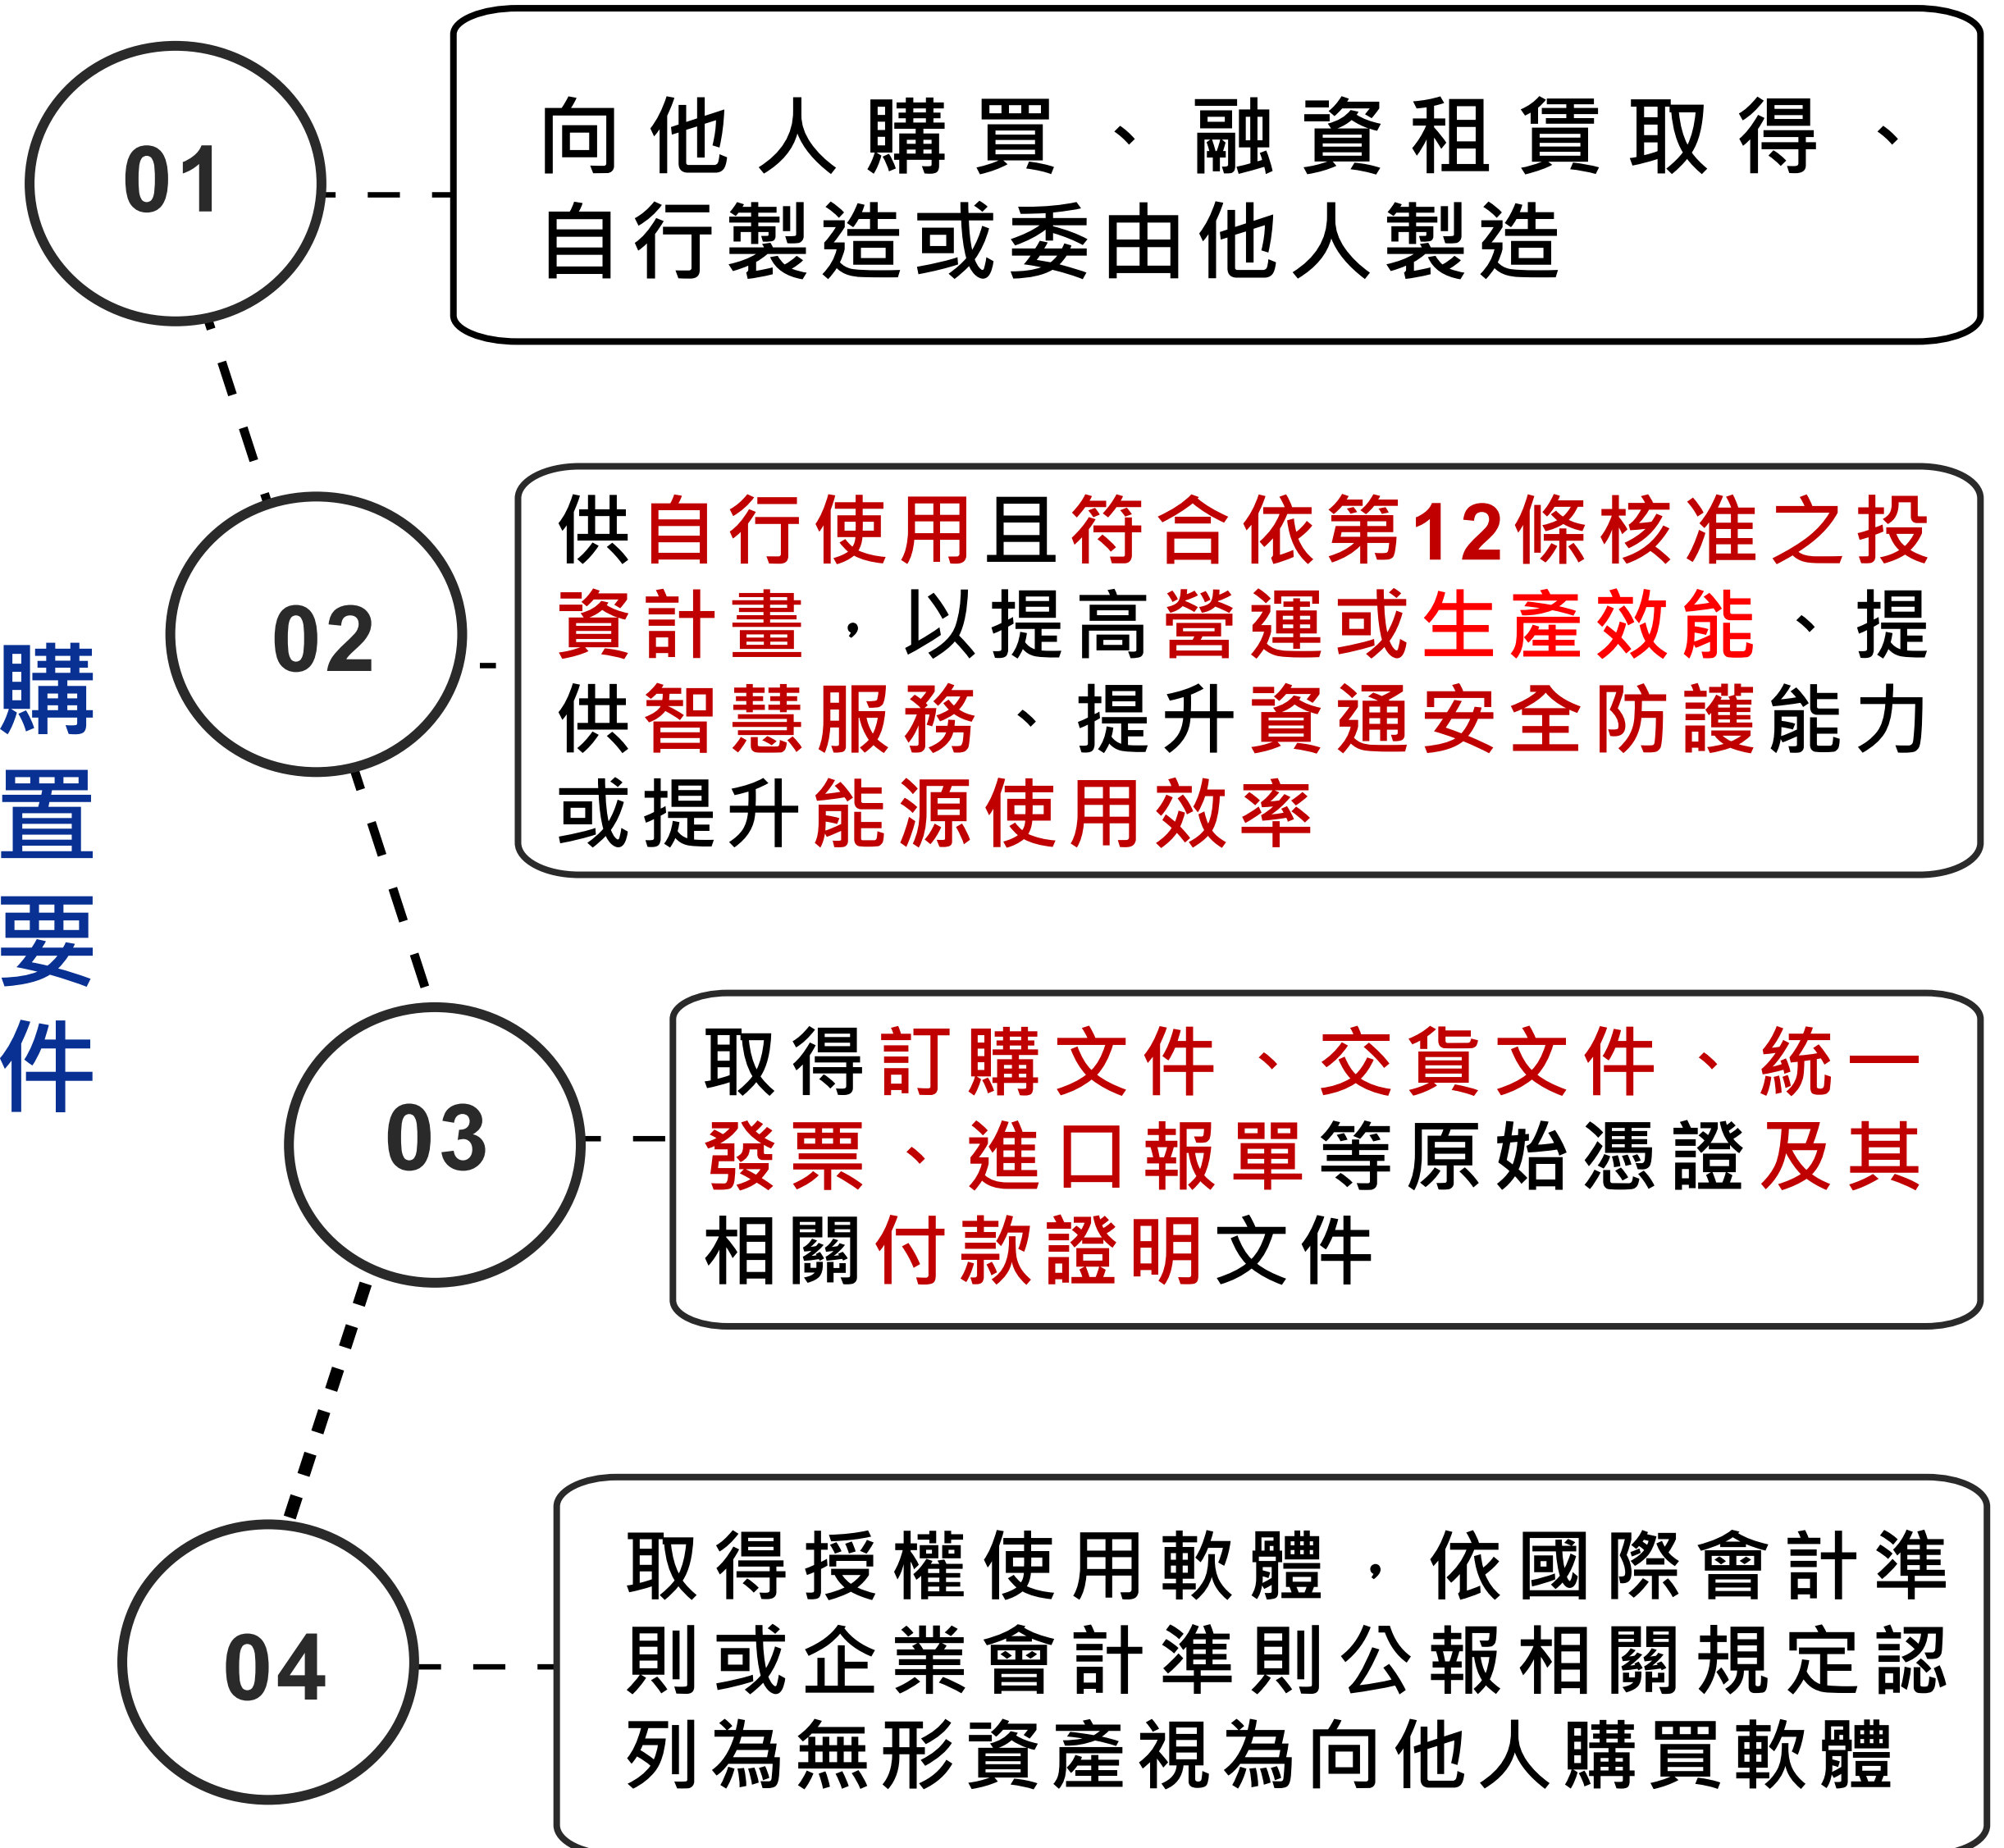 購置要件
01
向他人購買、融資租賃取得、
自行製造或委由他人製造
02
供自行使用且符合依第12條核准之投
資計畫，以提高營運或生產效能、提
供智慧服務、提升資通安全防護能力
或提升能源使用效率
03
取得訂購文件、交貨文件、統一
發票、進口報單等原始憑證及其
相關付款證明文件
04
取得授權使用軟體，依國際會計準
則或企業會計準則公報相關規定認
列為無形資產視為向他人購買軟體